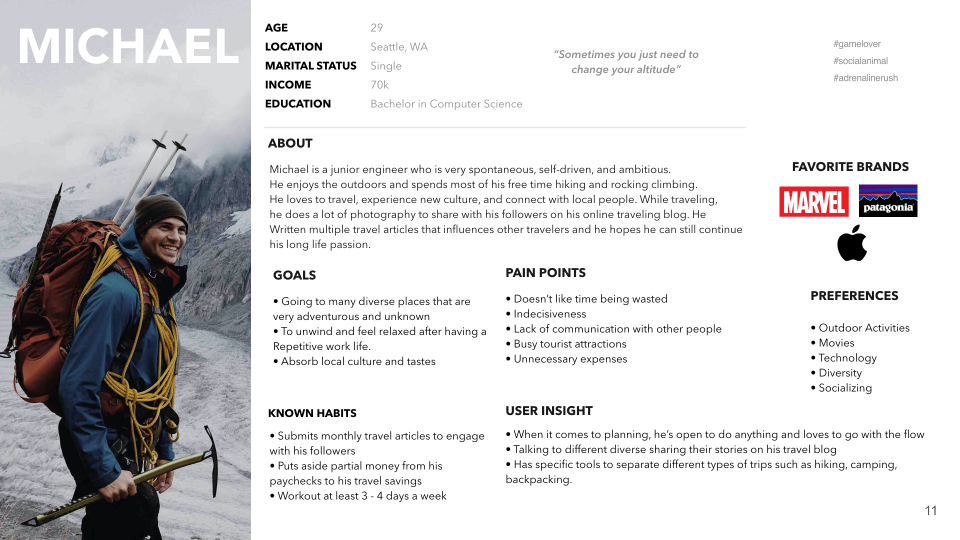 MICHAEL
AGE 29
LOCATION Seattle, WA
MARITAL STATUS Single
INCOME 70k
EDUCATION Bachelor in Computer Science
“Sometimes you just need to
change your altitude”
#gamelover
#socialanimal
#adrenalinerush
ABOUT
Michael is a junior engineer who is very spontaneous, self-driven, and ambitious.
He enjoys the outdoors and spends most of his free time hiking and rocking climbing.
He loves to travel, experience new culture, and connect with local people. While traveling,
he does a lot of photography to share with his followers on his online traveling blog. He
Written multiple travel articles that influences other travelers and he hopes he can still continue
his long life passion.
FAVORITE BRANDS
MARVEL
patagonia
GOALS
• Going to many diverse places that are
very adventurous and unknown
• To unwind and feel relaxed after having a
Repetitive work life.
• Absorb local culture and tastes
PAIN POINTS
• Doesn’t like time being wasted
• Indecisiveness
• Lack of communication with other people
• Busy tourist attractions
• Unnecessary expenses
PREFERENCES
• Outdoor Activities
• Movies
• Technology
• Diversity
• Socializing
KNOWN HABITS
• Submits monthly travel articles to engage
with his followers
• Puts aside partial money from his
paychecks to his travel savings
• Workout at least 3 - 4 days a week
USER INSIGHT
• When it comes to planning, he’s open to do anything and loves to go with the flow
• Talking to different diverse sharing their stories on his travel blog
• Has specific tools to separate different types of trips such as hiking, camping,
backpacking.
11